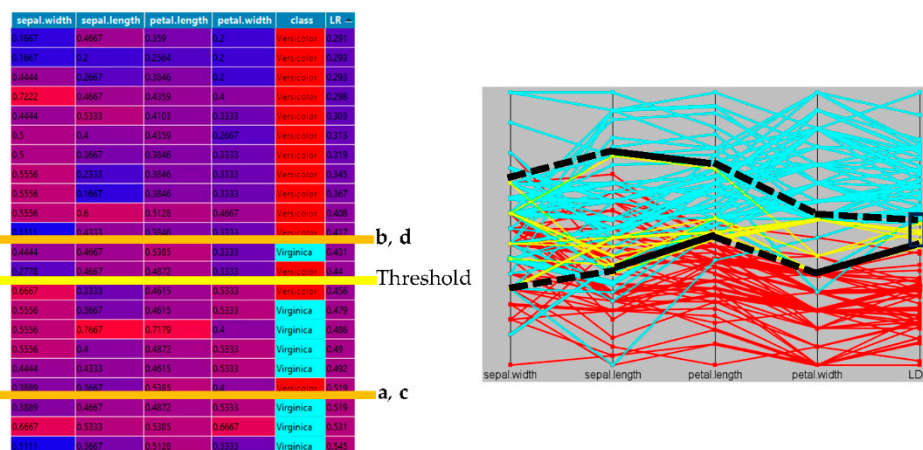 sepal.width sepal.length petal.length petal.width class LR
0.1667 0.4667 0.359 0.2 Versicolor 0.291
0.1667 0.2 0.2564 0.2 Versicolor 0.293
0.4444 0.2667 0.3846 0.2 Versicolor 0.293
0.7222 0.4667 0.4359 0.4 Versicolor 0.298
0.4444 0.5333 0.4103 0.3333 Versicolor 0.303
0.5 0.4 0.4359 0.2667 Versicolor 0.313
0.5 0.3667 0.3846 0.3333 Versicolor 0.319
0.5556 0.2333 0.3846 0.3333 Versicolor 0.345
0.5556 0.1667 0.3846 0.3333 Versicolor 0.367
0.5556 0.6 0.5128 0.4667 Versicolor 0.408
0.1111 0.4333 0.3846 0.3333 Versicolor 0.417
b, d
0.4444 0.4667 0.5385 0.3333 Virginica 0.431
0.2778 0.4667 0.4872 0.3333 Versicolor 0.44
Threshold
0.6667 0.3333 0.4615 0.5333 Versicolor 0.456
0.5556 0.3667 0.4615 0.5333 Virginica 0.479
0.5556 0.7667 0.7179 0.4 Virginica 0.486
0.5556 0.4 0.4872 0.5333 Virginica 0.49
0.4444 0.4333 0.4615 0.5333 Virginica 0.492
0.3889 0.3667 0.5385 0.4 Versicolor 0.519
a, c
0.3889 0.4667 0.4872 0.5333 Virginica 0.519
0.6667 0.5333 0.5385 0.6667 Virginica 0.531
0.1111 0.3667 0.5128 0.3333 Virginica 0.545
sepal.width sepal.length petal.length petal.width LD